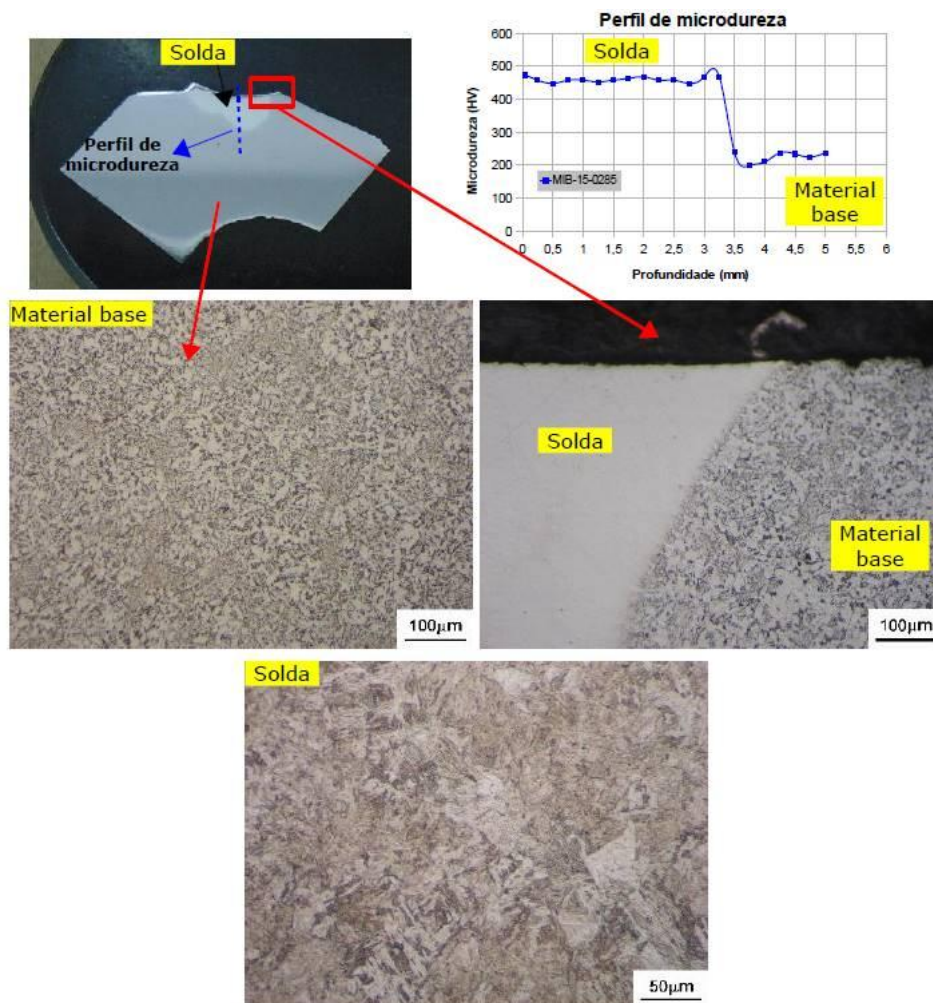 Solda
Perfil de
microdureza
Perfil de microdureza
600
500
400
300
200
100
0
Microdureza (HV)
Solda
MIB-15-0285
Material
base
0
0,5
1
1,5
2
2,5
3
3,5
4
4,5
5
5,5
6
Profundidade (mm)
Material base
100µm
Solda
Material
base
100µm
Solda
50µm